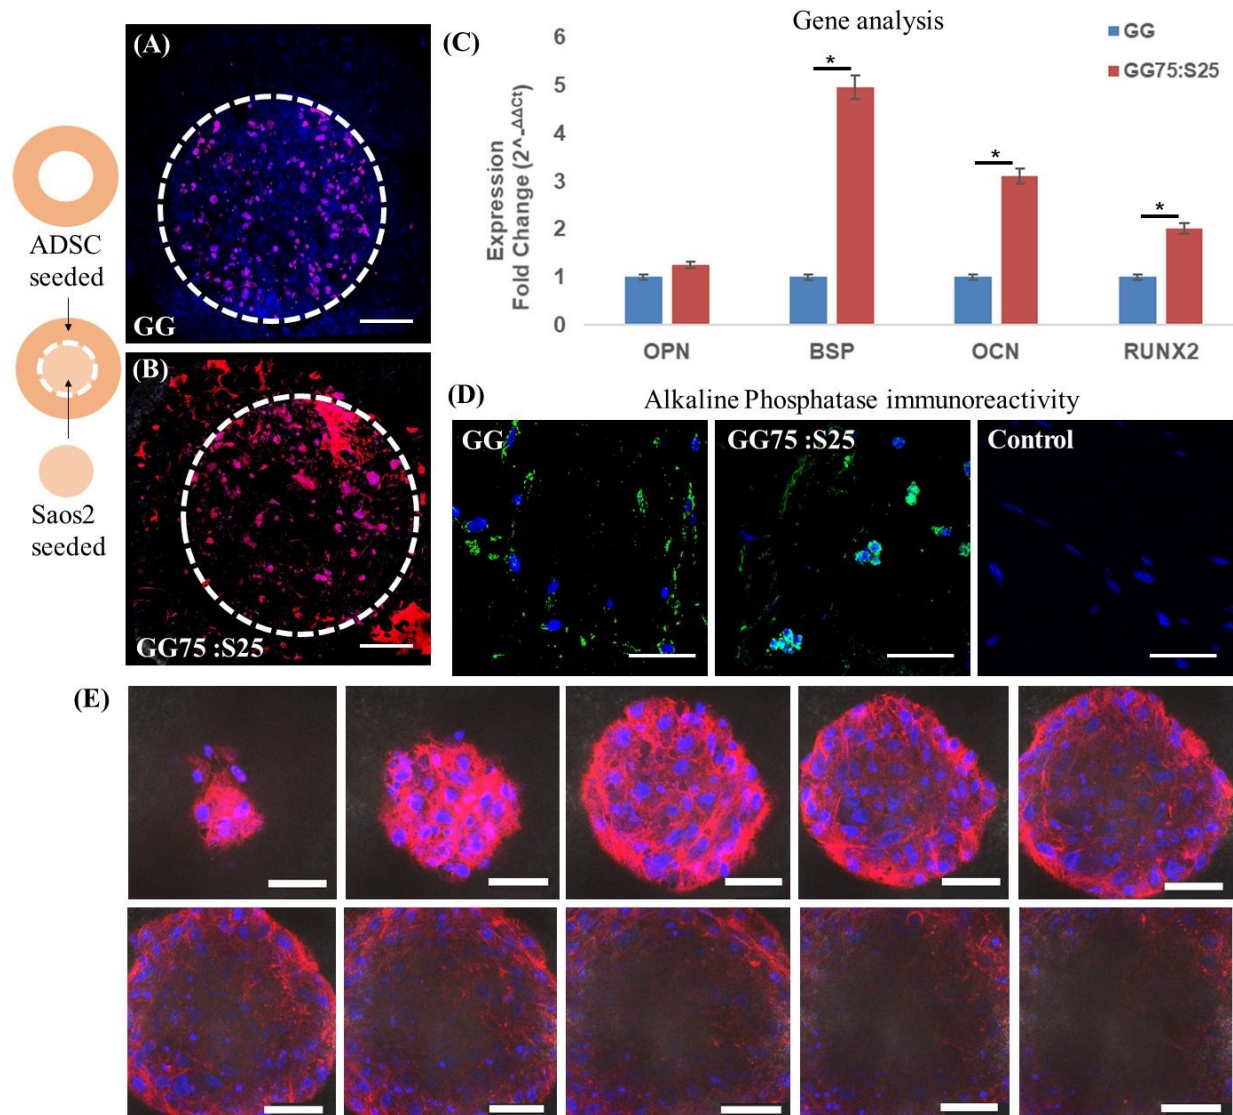 ADSC
seeded
Saos2
seeded
(A)
GG
(B)
GG75 :S25
(C)
Gene analysis
GG
GG75:S25
Expression
Fold Change (2^-ΔΔCt)
6
5
4
3
2
1
0
*
*
*
OPN
BSP
OCN
RUNX2
(D)
Alkaline Phosphatase immunoreactivity
GG
GG75 :S25
Control
(E)